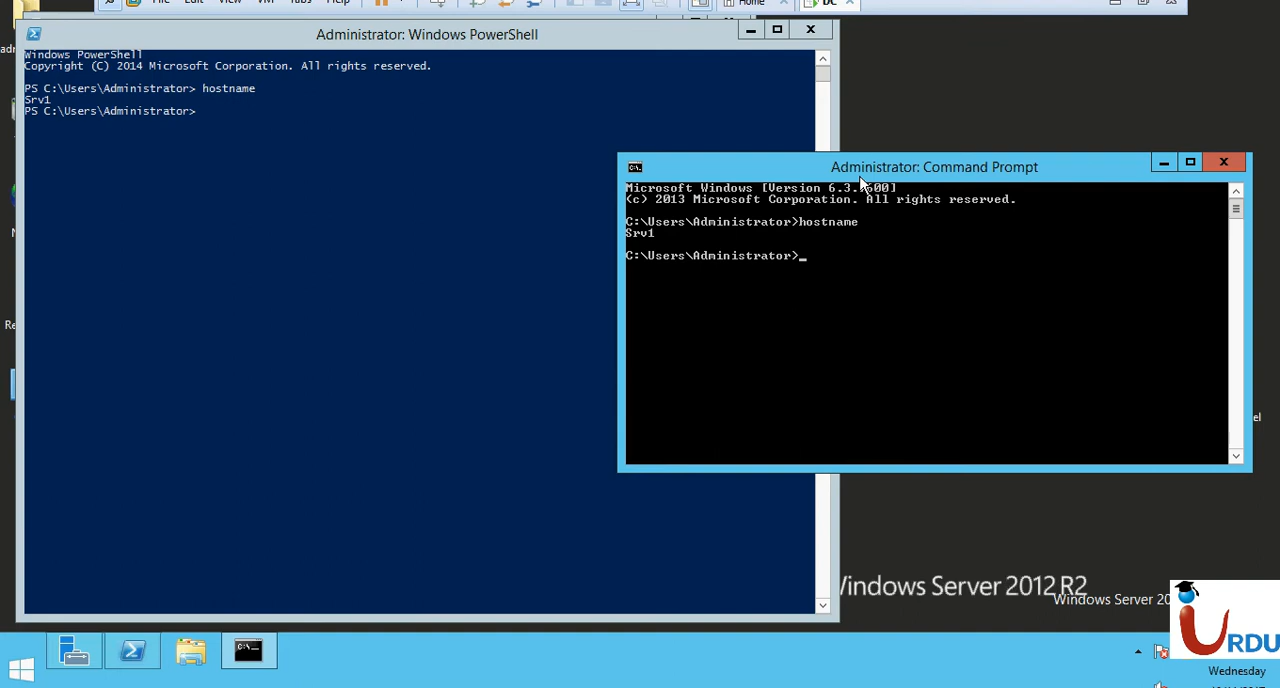 File Edit View VM Tabs Help
Home
DC
Administrator: Windows PowerShell
Windows PowerShell
Copyright (C) 2014 Microsoft Corporation. All rights reserved.
PS C:\Users\Administrator> hostname
Srv1
PS C:\Users\Administrator>
Administrator: Command Prompt
Microsoft Windows [Version 6.3.9600]
(c) 2013 Microsoft Corporation. All rights reserved.
C:\Users\Administrator>hostname
Srv1
C:\Users\Administrator>_
Windows Server 2012 R2
Windows Server 20
URDU
Wednesday